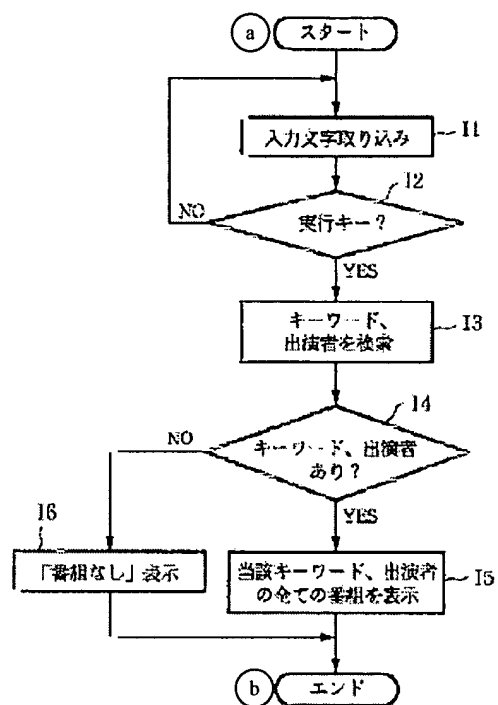 a スタート
入力文字取り込み I1
I2
NO
実行キー?
YES
キーワード、
出演者を検索
I3
I4
NO
キーワード、出演者
あり?
YES
I6
「番組なし」表示
当該キーワード、出演者
の全ての番組を表示
I5
b エンド